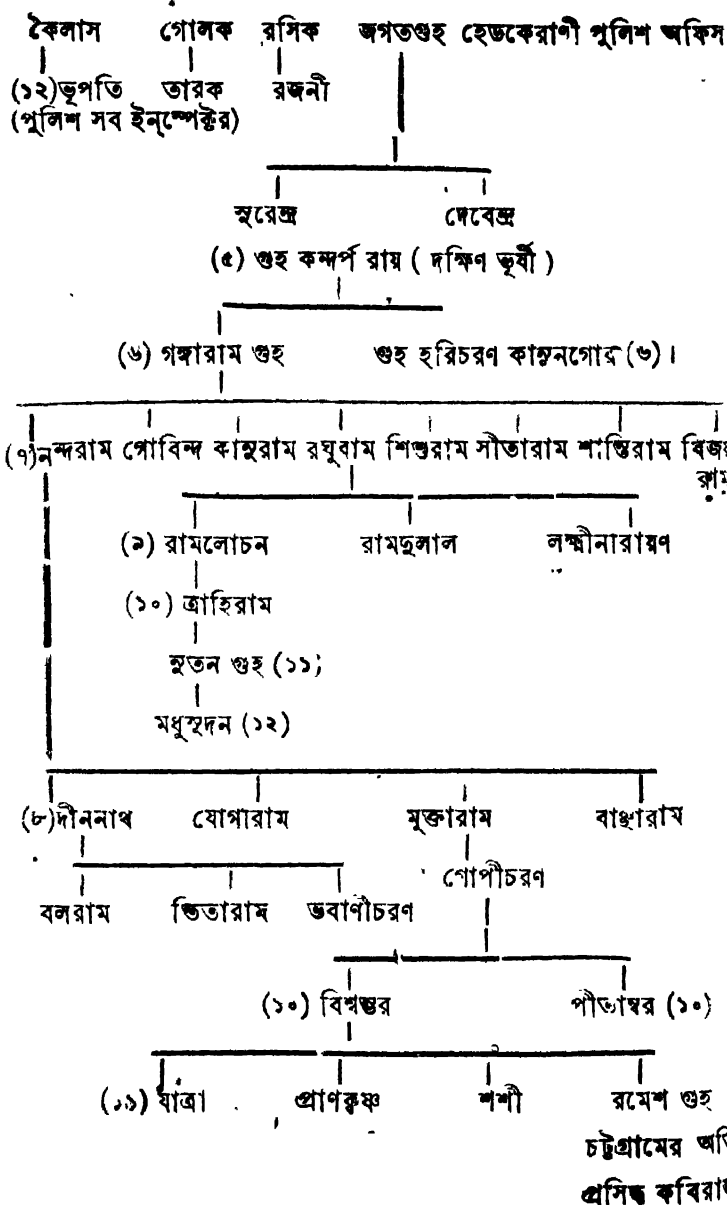 কৈলাস গোলক রসিক জগতগুহ হেডকেরাণী পুলিশ অফিস
(১২)ভূপতি তারক রজনী
(পুলিশ সব ইন্‌স্পেক্টর)
সুরেন্দ্র দেবেন্দ্র
(৫) গুহ কন্দর্প রায় ( দক্ষিণ ভূর্ষী )
(৬) গঙ্গারাম গুহ গুহ হরিচরণ কানুনগোর (৬) ।
(৭)নন্দরাম গোবিন্দ কানুরাম রঘুরাম শিশুরাম সীতারাম শান্তিরাম বিজয়
রাম
(৯) রামলোচন রামদুলাল লক্ষ্মীনারায়ণ
(১০) ত্রাহিরাম
নুতন গুহ (১১)
মধুসূদন (১২)
(৮)দীননাথ যোগারাম মুক্তারাম বাঞ্ছারাম
গোপীচরণ
বলরাম জিতারাম ভবাণীচরণ
(১০) বিশ্বম্ভর পীতাম্বর (১০)
(১১) যাত্রা প্রাণকৃষ্ণ শশী রমেশ গুহ
চট্টগ্রামের অতি
প্রসিদ্ধ কবিরাজ